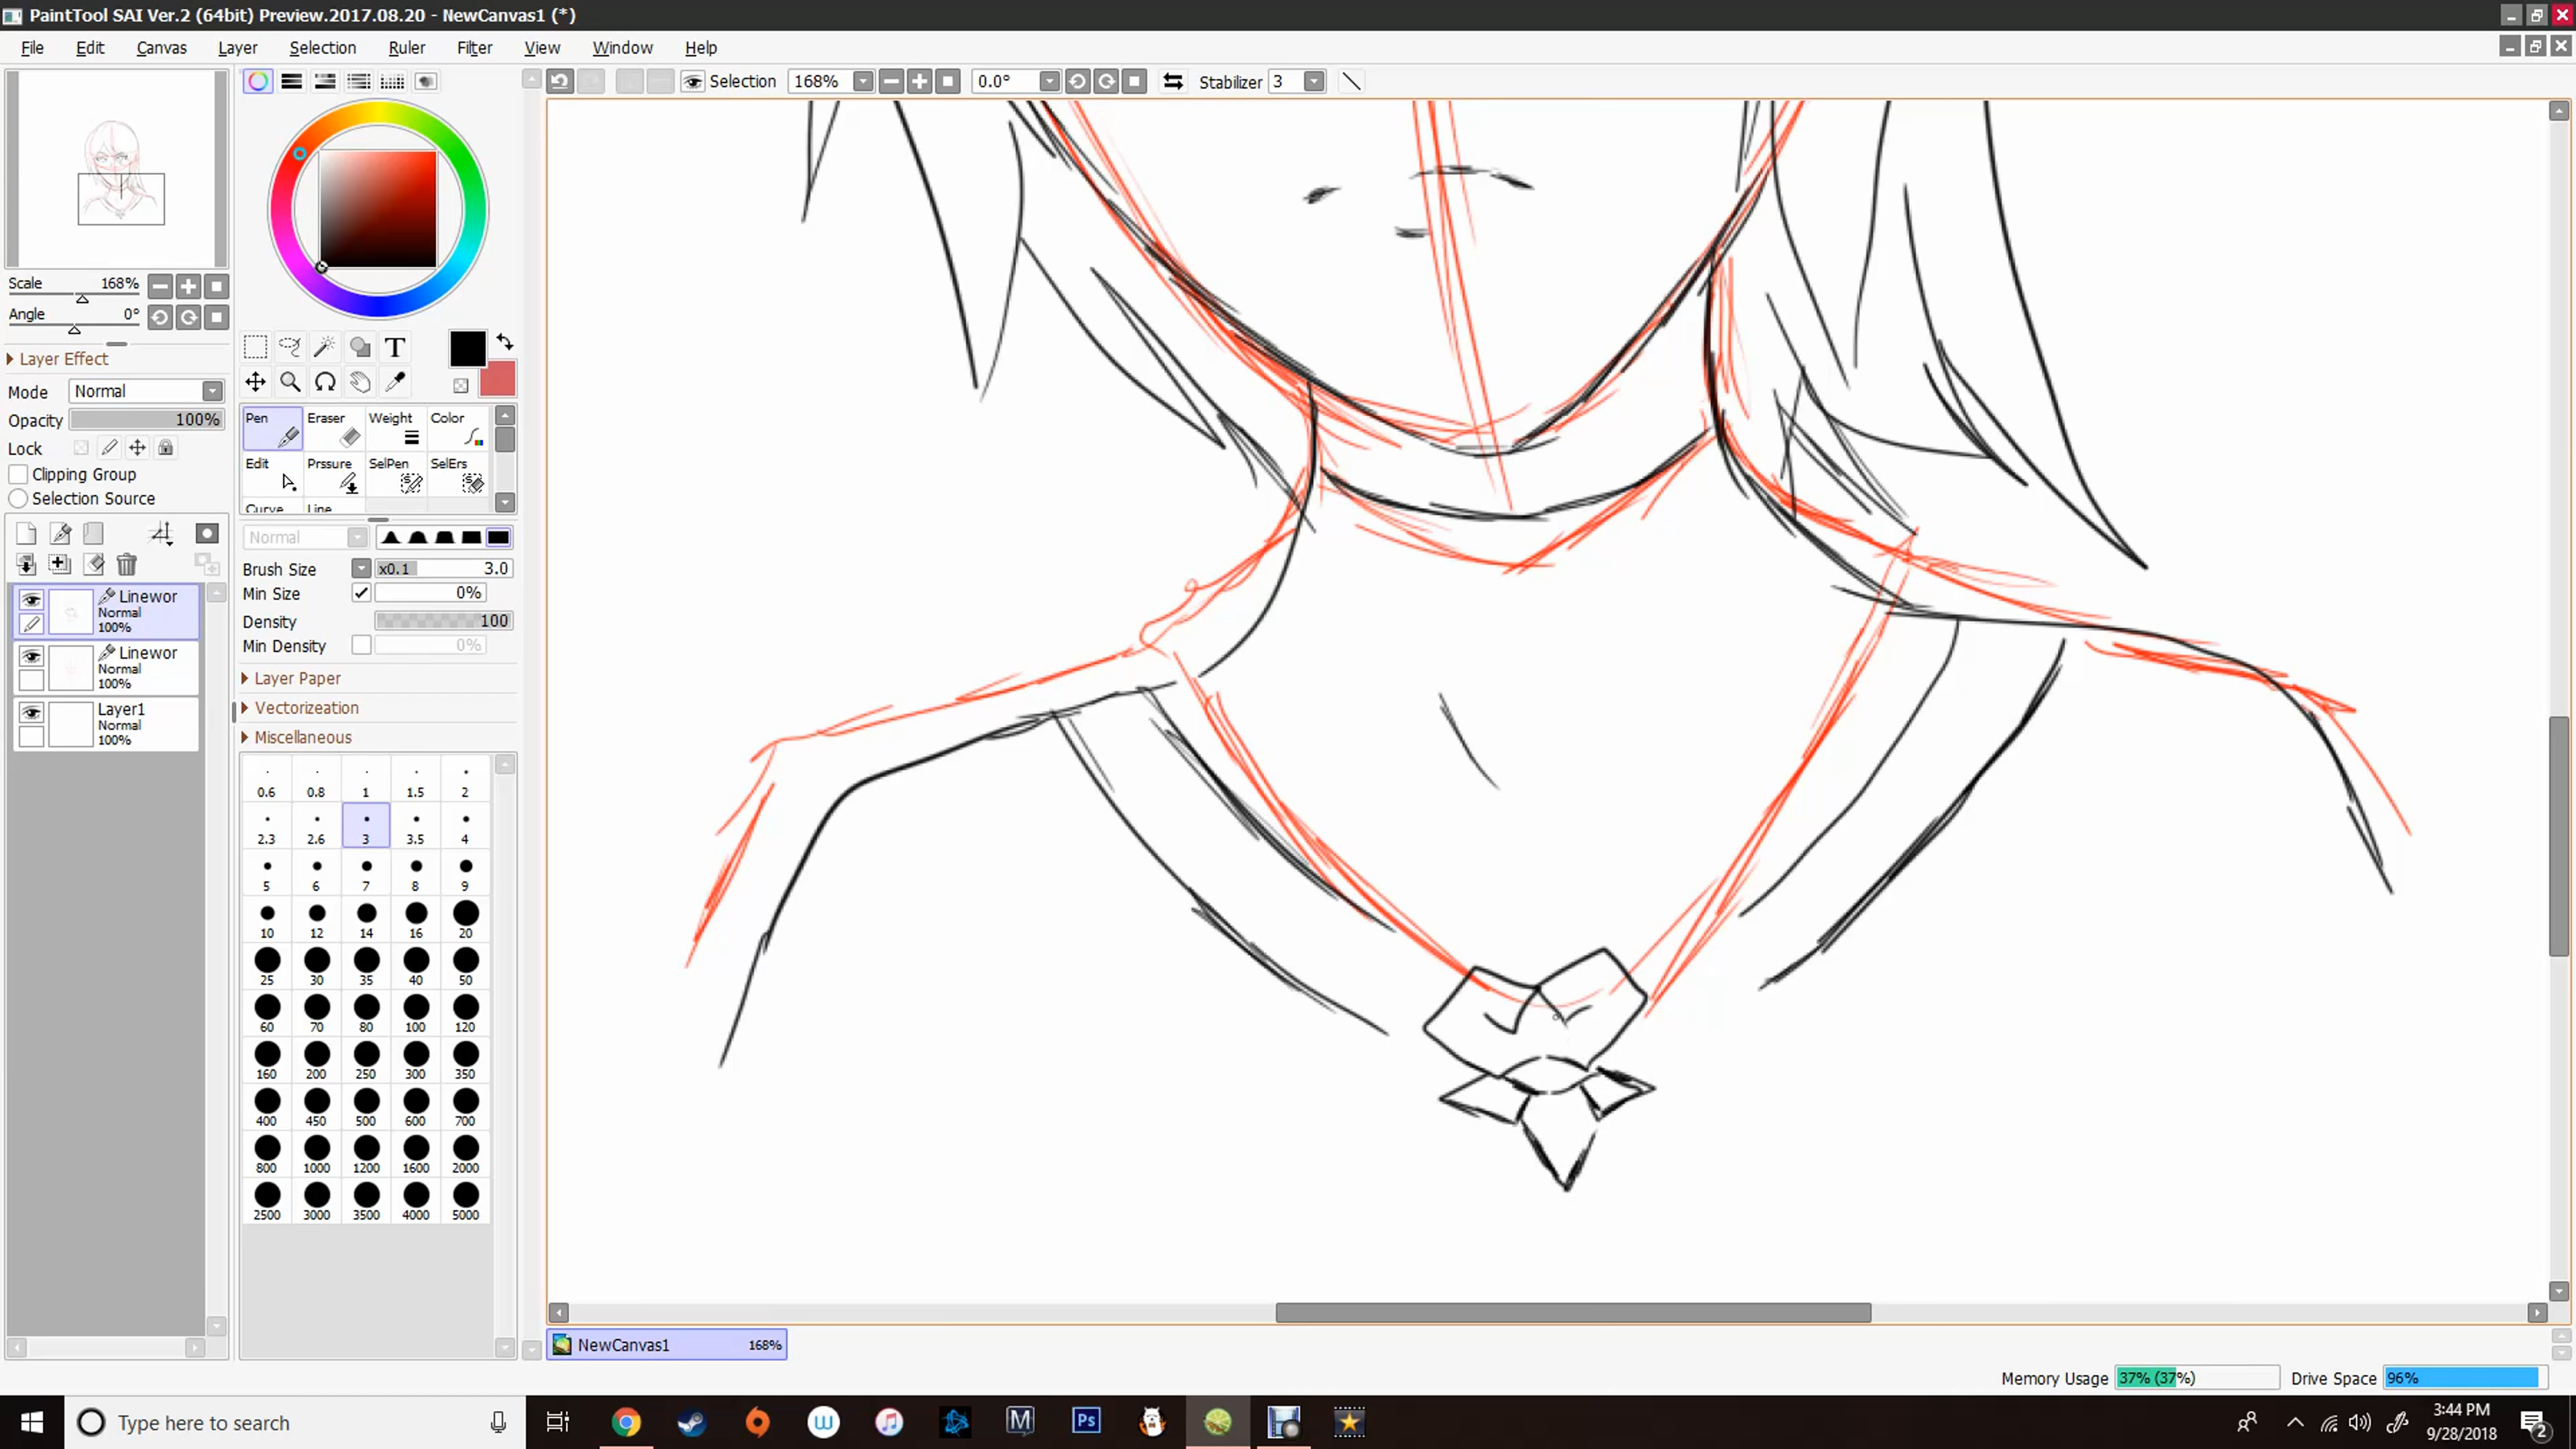 PaintTool SAI Ver.2 (64bit) Preview.2017.08.20 - NewCanvas1 (*)
File Edit Canvas Layer Selection Ruler Filter View Window Help
Selection 168% 0.0° Stabilizer 3
Scale 168%
Angle 0°
Layer Effect
Mode Normal
Opacity 100%
Lock
Clipping Group
Selection Source
Linewor
Normal
100%
Linewor
Normal
100%
Layer1
Normal
100%
T
Pen Eraser Weight Color
Edit Prssure SelPen SelErs
Curve Line
Normal
Brush Size x0.1 3.0
Min Size 0%
Density 100
Min Density 0%
Layer Paper
Vectorizeation
Miscellaneous
0.6 0.8 1 1.5 2
2.3 2.6 3 3.5 4
5 6 7 8 9
10 12 14 16 20
25 30 35 40 50
60 70 80 100 120
160 200 250 300 350
400 450 500 600 700
800 1000 1200 1600 2000
2500 3000 3500 4000 5000
NewCanvas1 168%
Memory Usage 37% (37%) Drive Space 96%
Type here to search
W M Ps
3:44 PM
9/28/2018
2